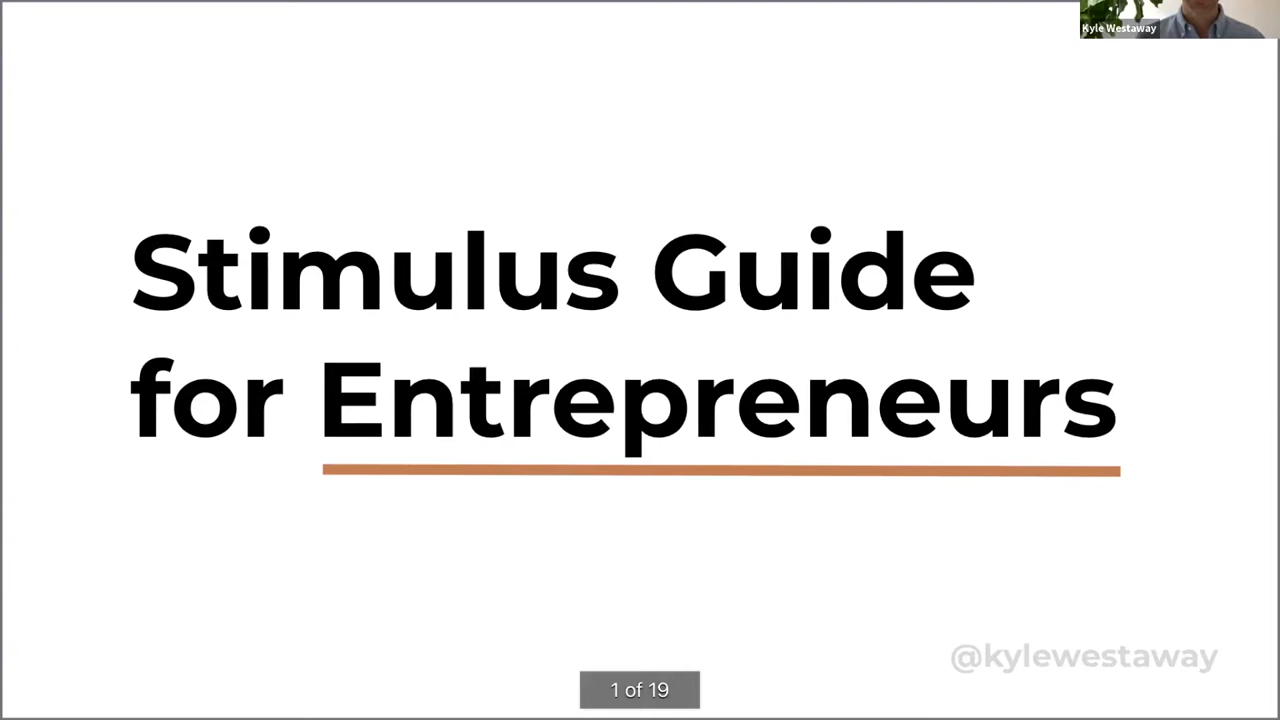 Kyle Westaway
Stimulus Guide
for Entrepreneurs
@kylewestaway
1 of 19